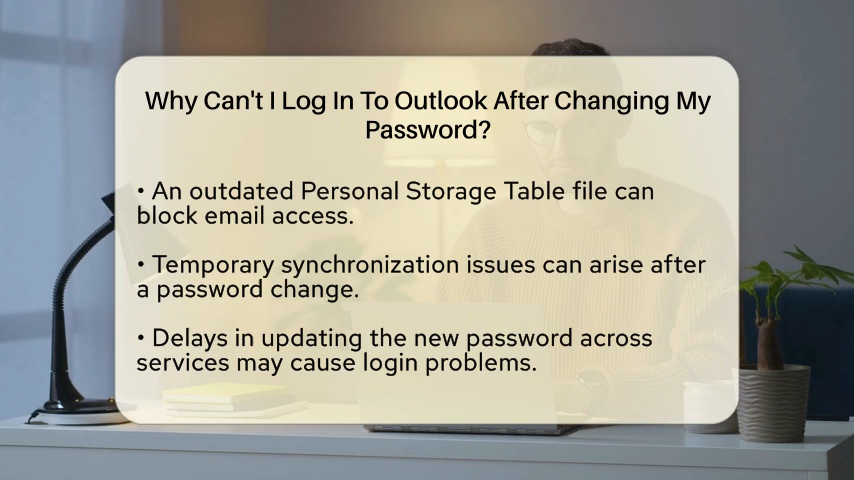 Why Can't I Log In To Outlook After Changing My
Password?
• An outdated Personal Storage Table file can
block email access.
• Temporary synchronization issues can arise after
a password change.
• Delays in updating the new password across
services may cause login problems.